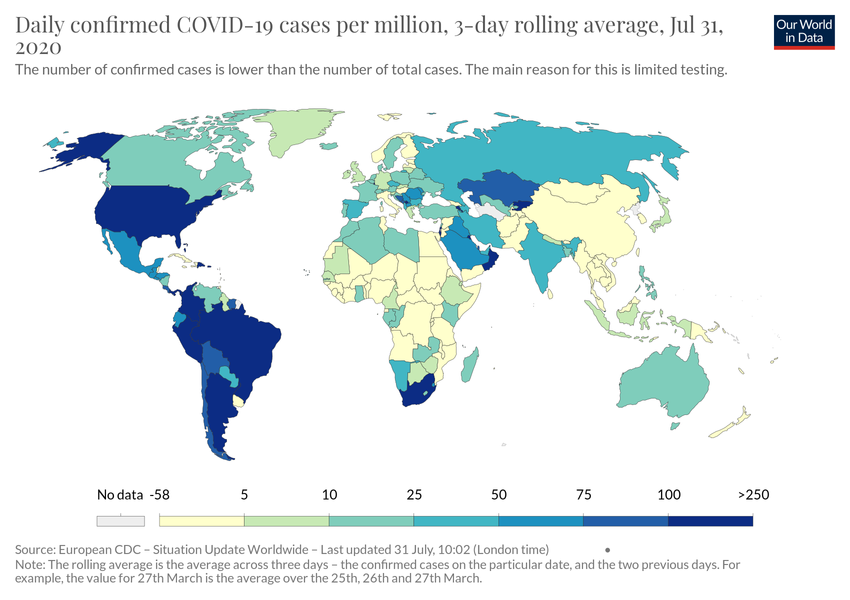 Daily confirmed COVID-19 cases per million, 3-day rolling average, Jul 31,
2020
Our World
in Data
The number of confirmed cases is lower than the number of total cases. The main reason for this is limited testing.
No data -58 5 10 25 50 75 100 >250
Source: European CDC – Situation Update Worldwide – Last updated 31 July, 10:02 (London time)
Note: The rolling average is the average across three days – the confirmed cases on the particular date, and the two previous days. For
example, the value for 27th March is the average over the 25th, 26th and 27th March.